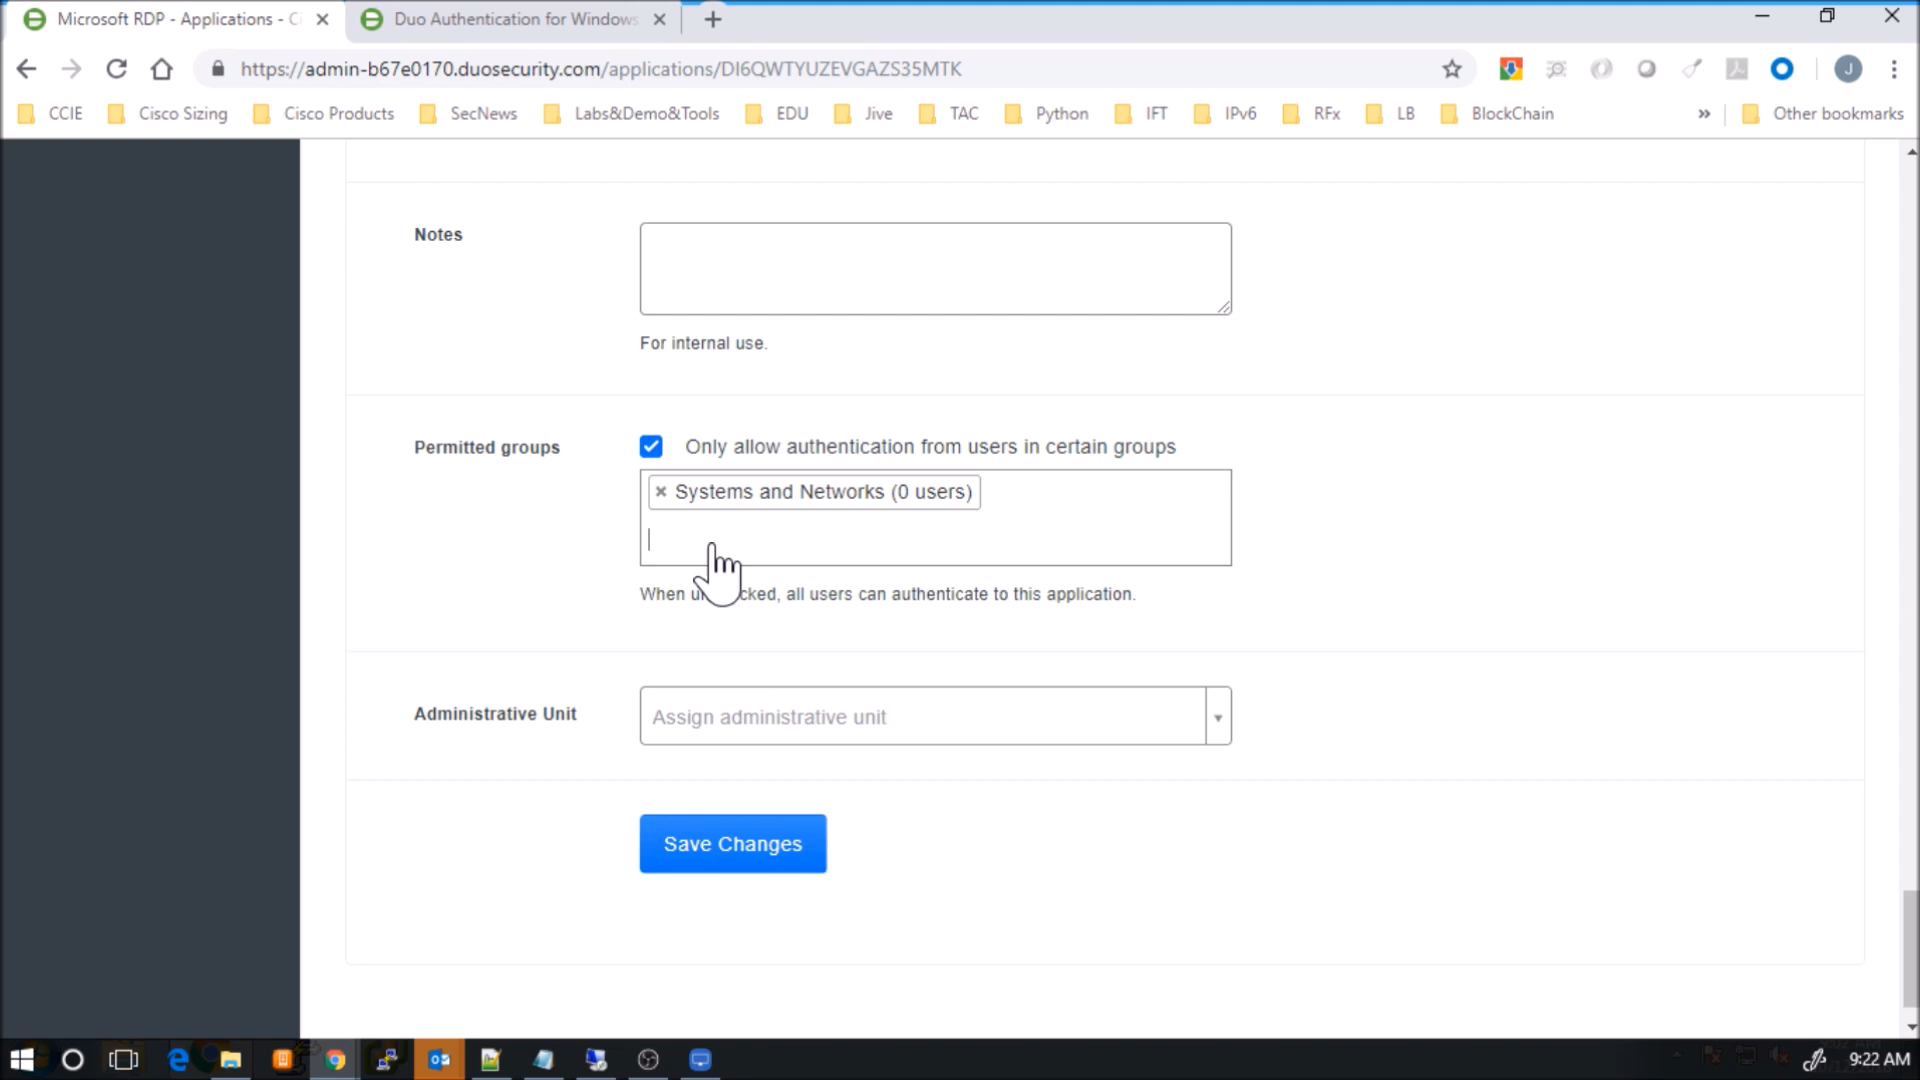 Microsoft RDP - Applications - Ci
Duo Authentication for Windows
https://admin-b67e0170.duosecurity.com/applications/DI6QWTYUZEVGAZS35MTK
J
CCIE
Cisco Sizing
Cisco Products
SecNews
Labs&Demo&Tools
EDU
Jive
TAC
Python
IFT
IPv6
RFx
LB
BlockChain
»
Other bookmarks
Notes
For internal use.
Permitted groups
Only allow authentication from users in certain groups
× Systems and Networks (0 users)
When un cked, all users can authenticate to this application.
Administrative Unit
Assign administrative unit
Save Changes
9:22 AM